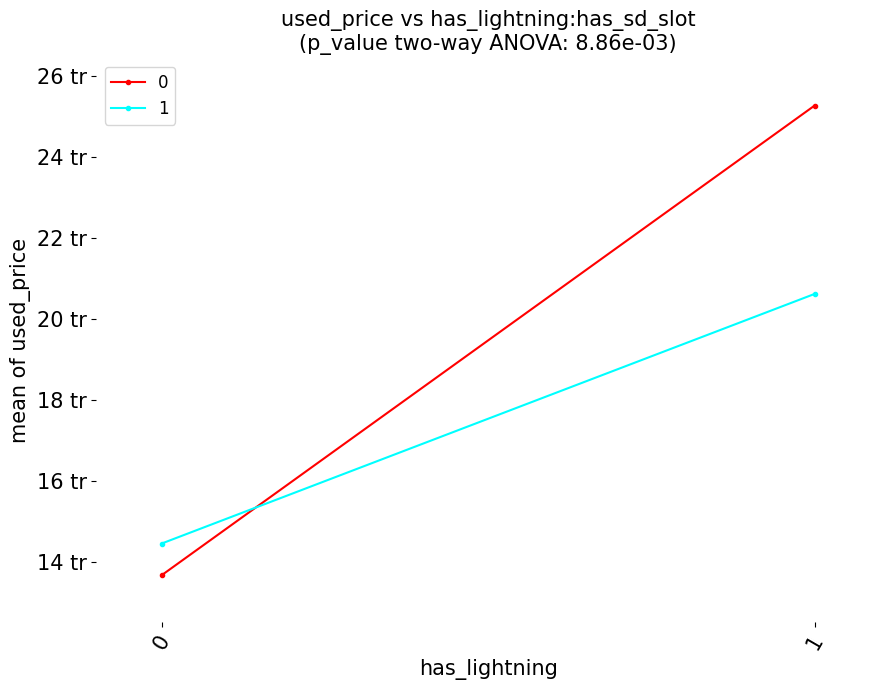 used_price vs has_lightning:has_sd_slot
(p_value two-way ANOVA: 8.86e-03)
0
1
26 tr
24 tr
22 tr
20 tr
18 tr
16 tr
14 tr
mean of used_price
0
1
has_lightning